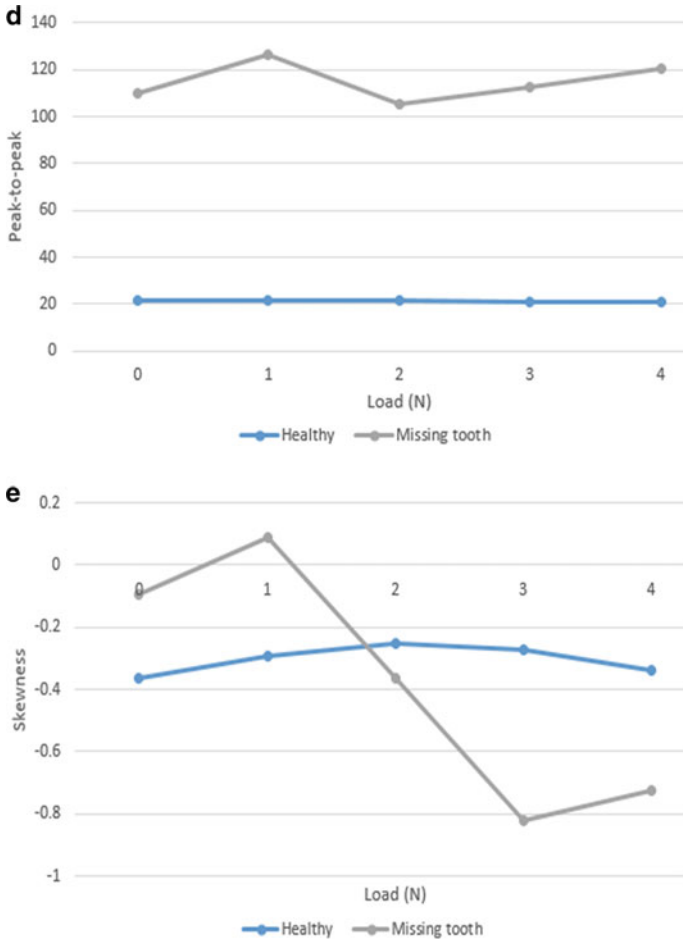 d
140
120
100
80
60
40
20
0
Peak-to-peak
0 1 2 3 4
Load (N)
Healthy Missing tooth
e
0.2
0
-0.2
-0.4
-0.6
-0.8
-1
Skewness
0 1 2 3 4
Load (N)
Healthy Missing tooth